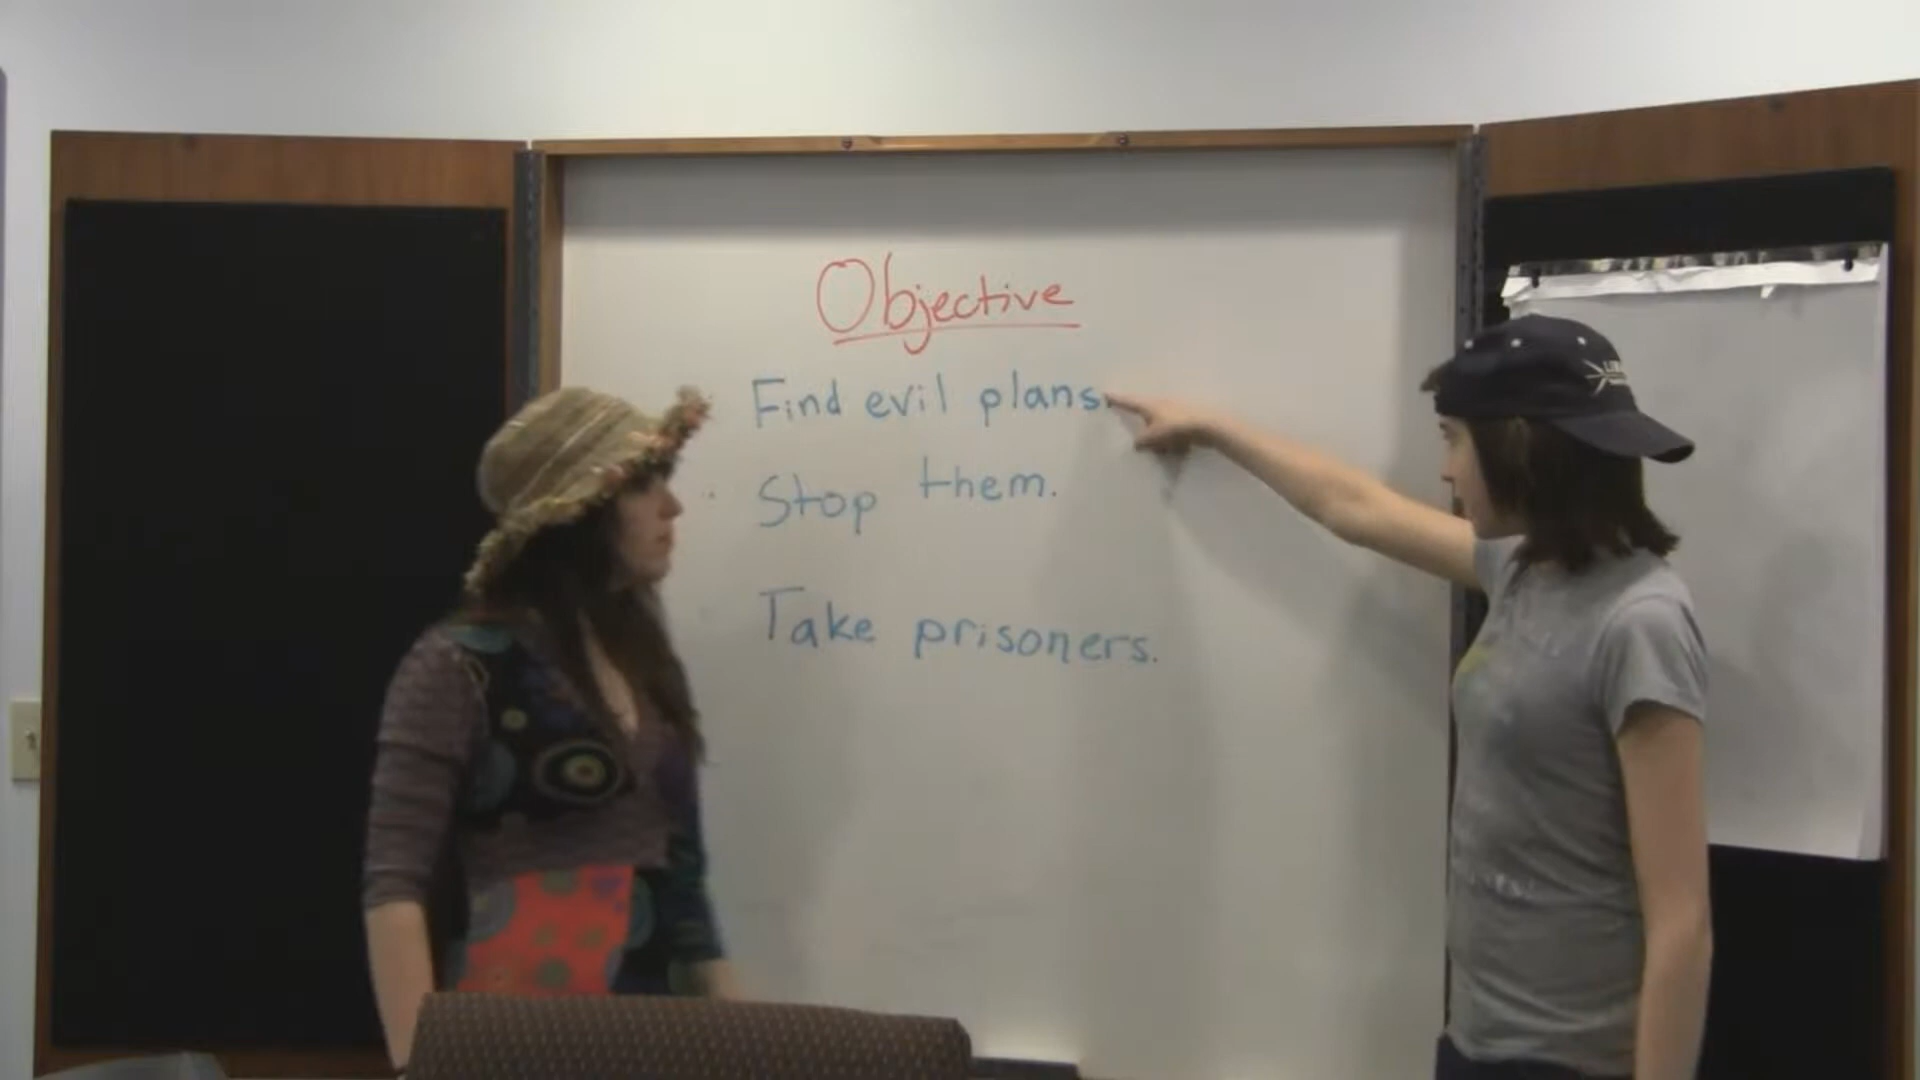 Objective
Find evil plans.
Stop them.
Take prisoners.